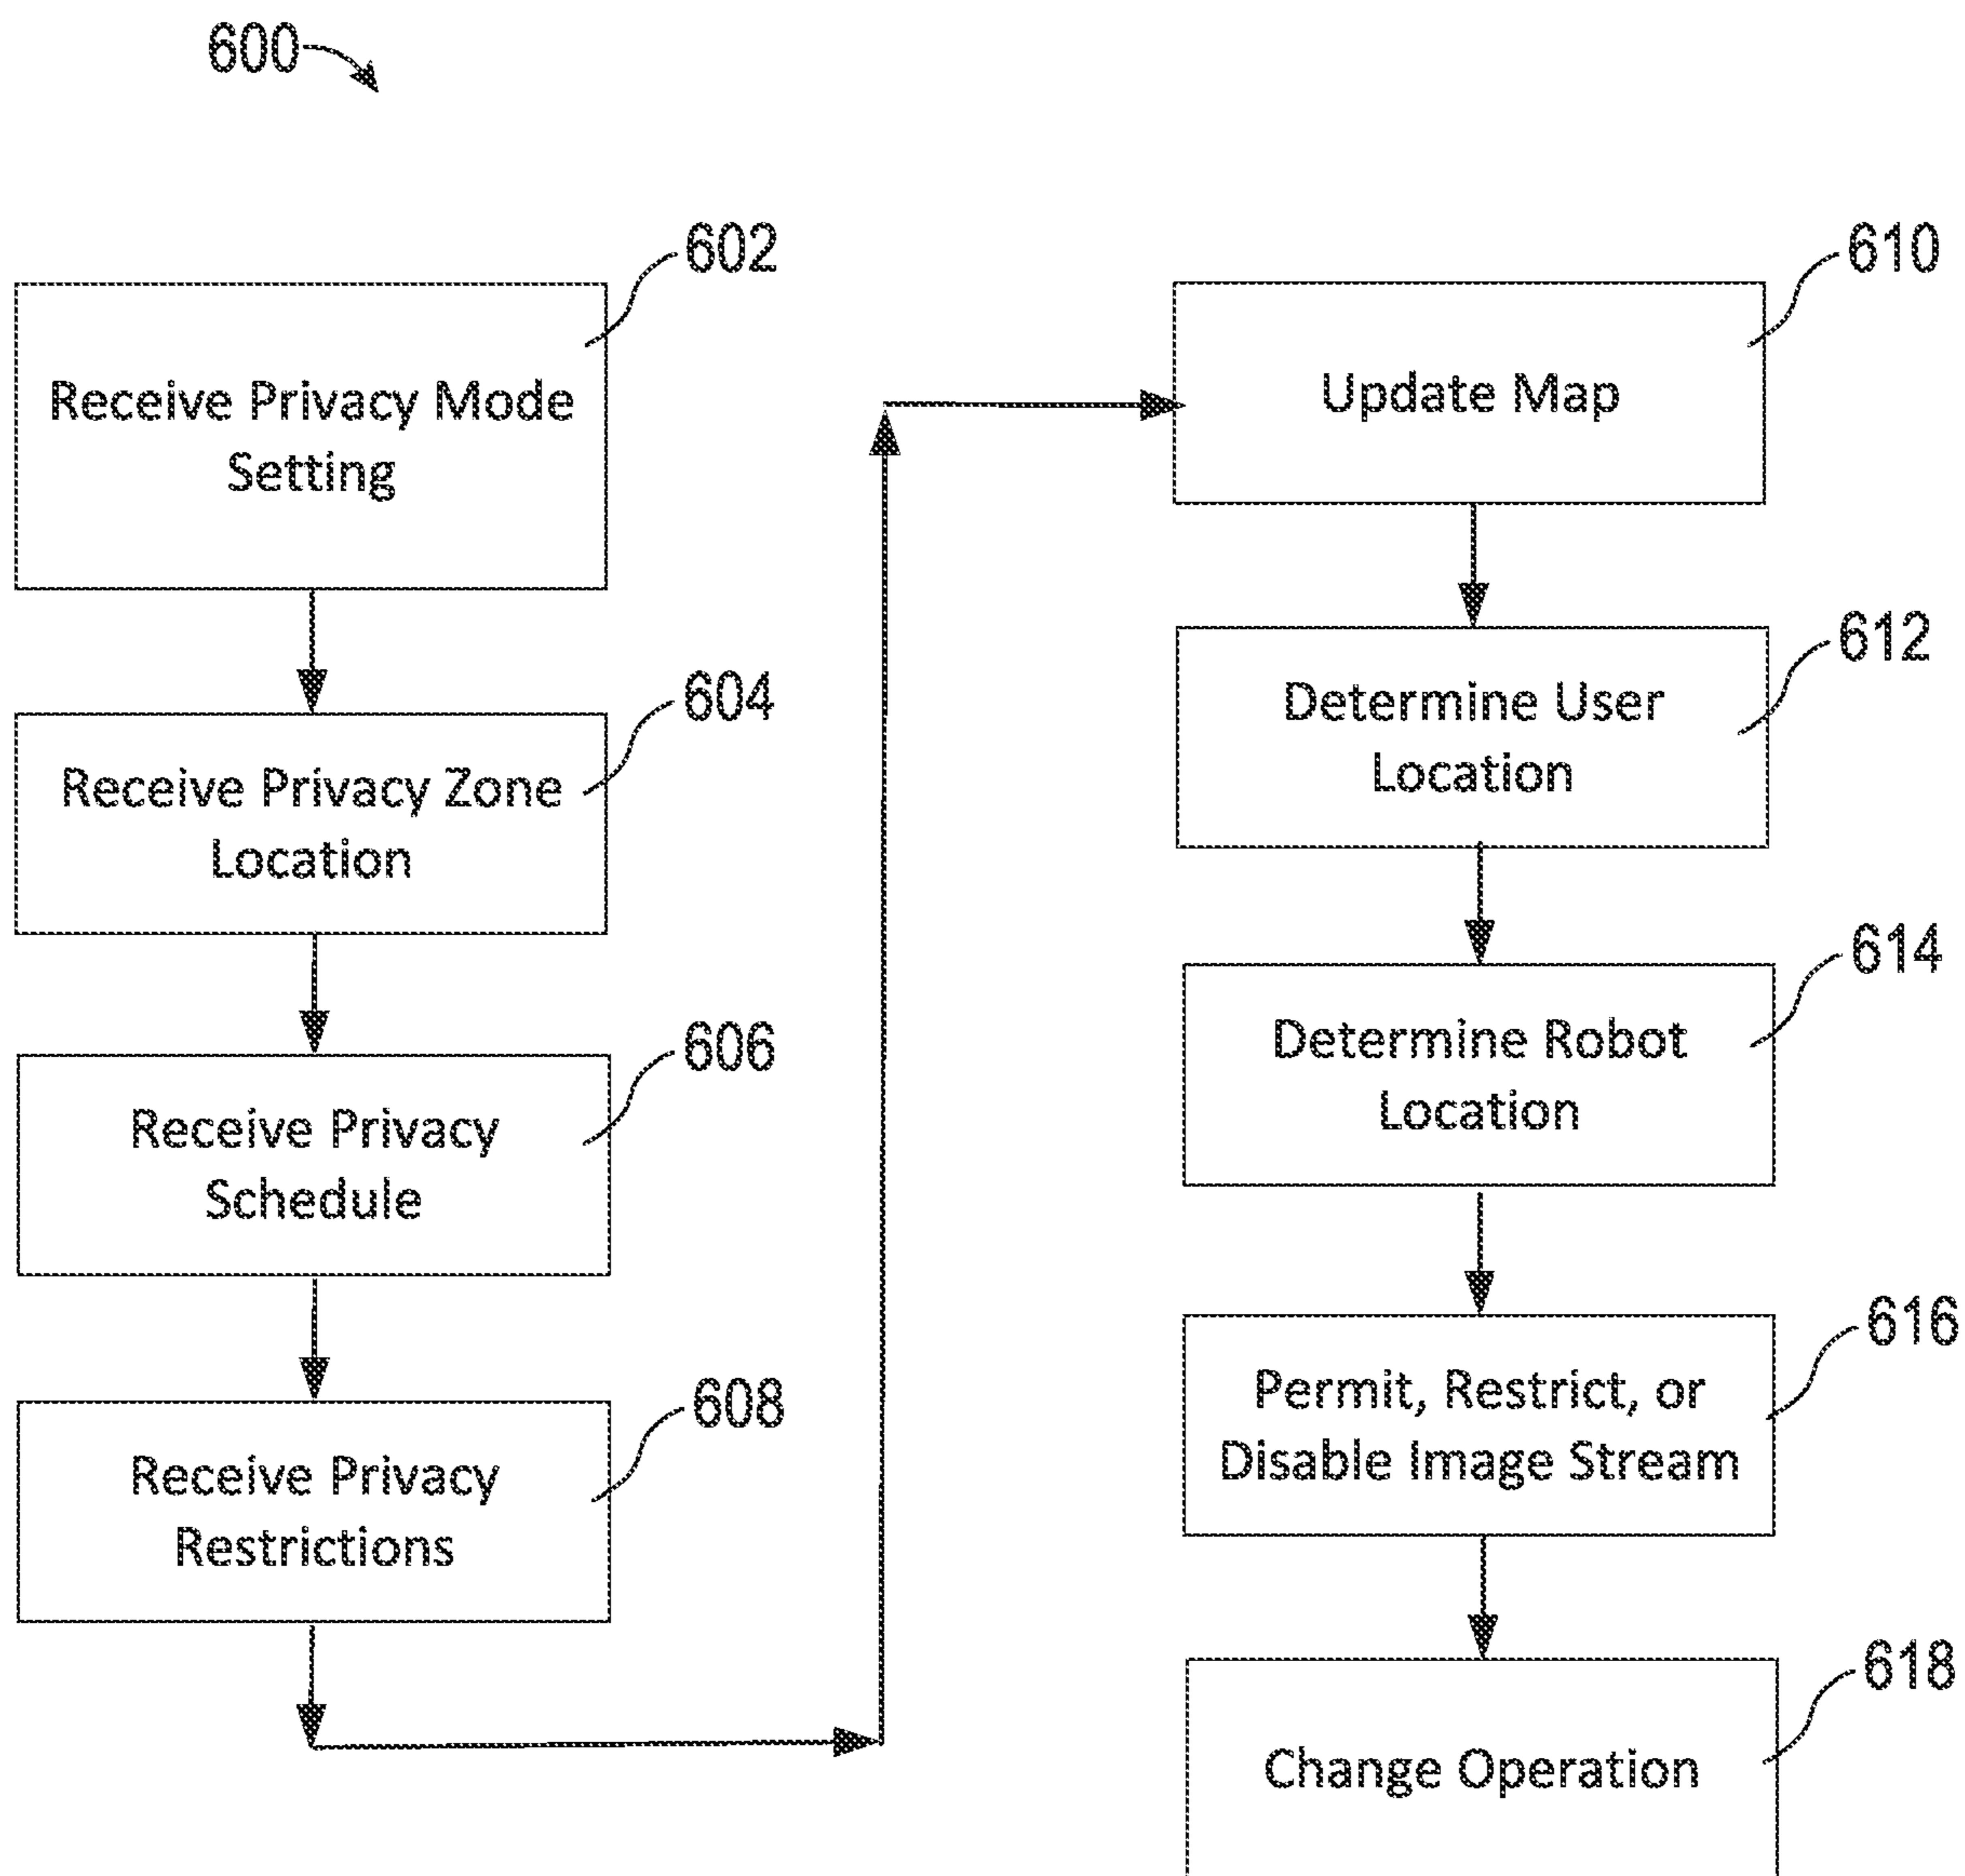 600
602
Receive Privacy Mode
Setting
604
Receive Privacy Zone
Location
606
Receive Privacy
Schedule
608
Receive Privacy
Restrictions
610
Update Map
612
Determine User
Location
614
Determine Robot
Location
616
Permit, Restrict, or
Disable Image Stream
618
Change Operation